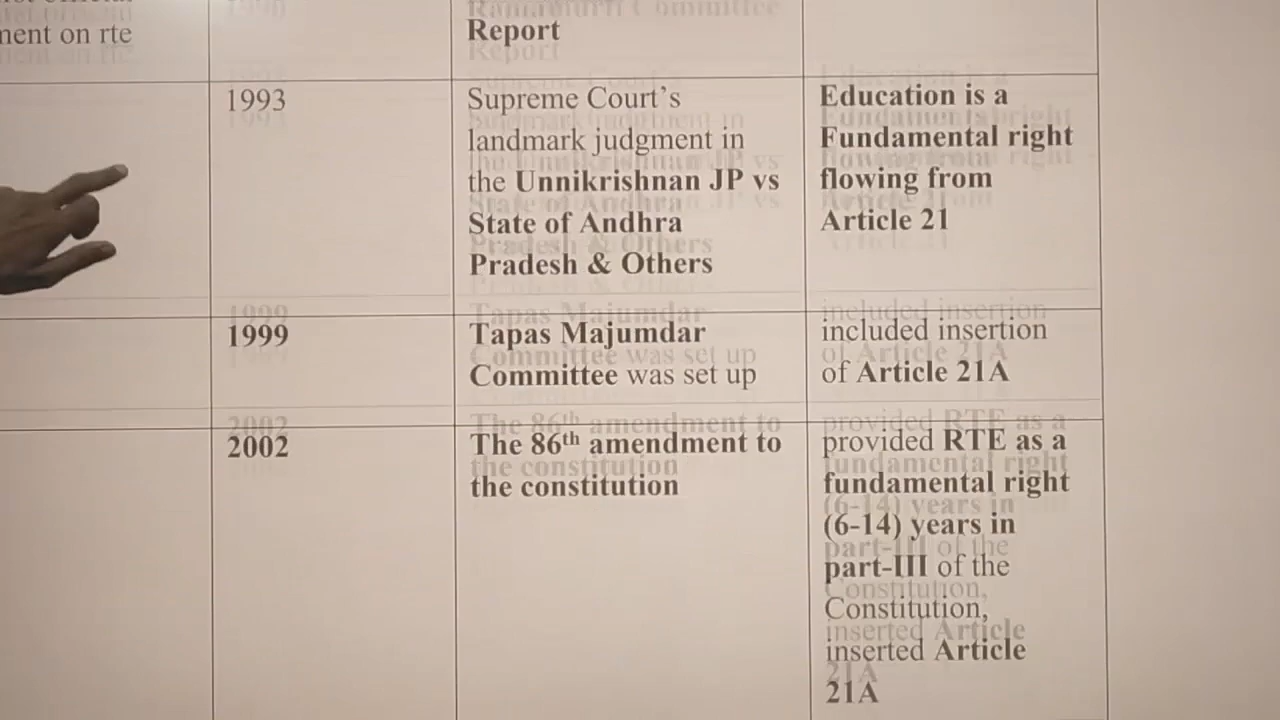 ment on rte
Report
1993
Supreme Court's
landmark judgment in
the Unnikrishnan JP vs
State of Andhra
Pradesh & Others
Education is a
Fundamental right
flowing from
Article 21
1999
Tapas Majumdar
Committee was set up
included insertion
of Article 21A
2002
The 86th amendment to
the constitution
provided RTE as a
fundamental right
(6-14) years in
part-III of the
Constitution,
inserted Article
21A